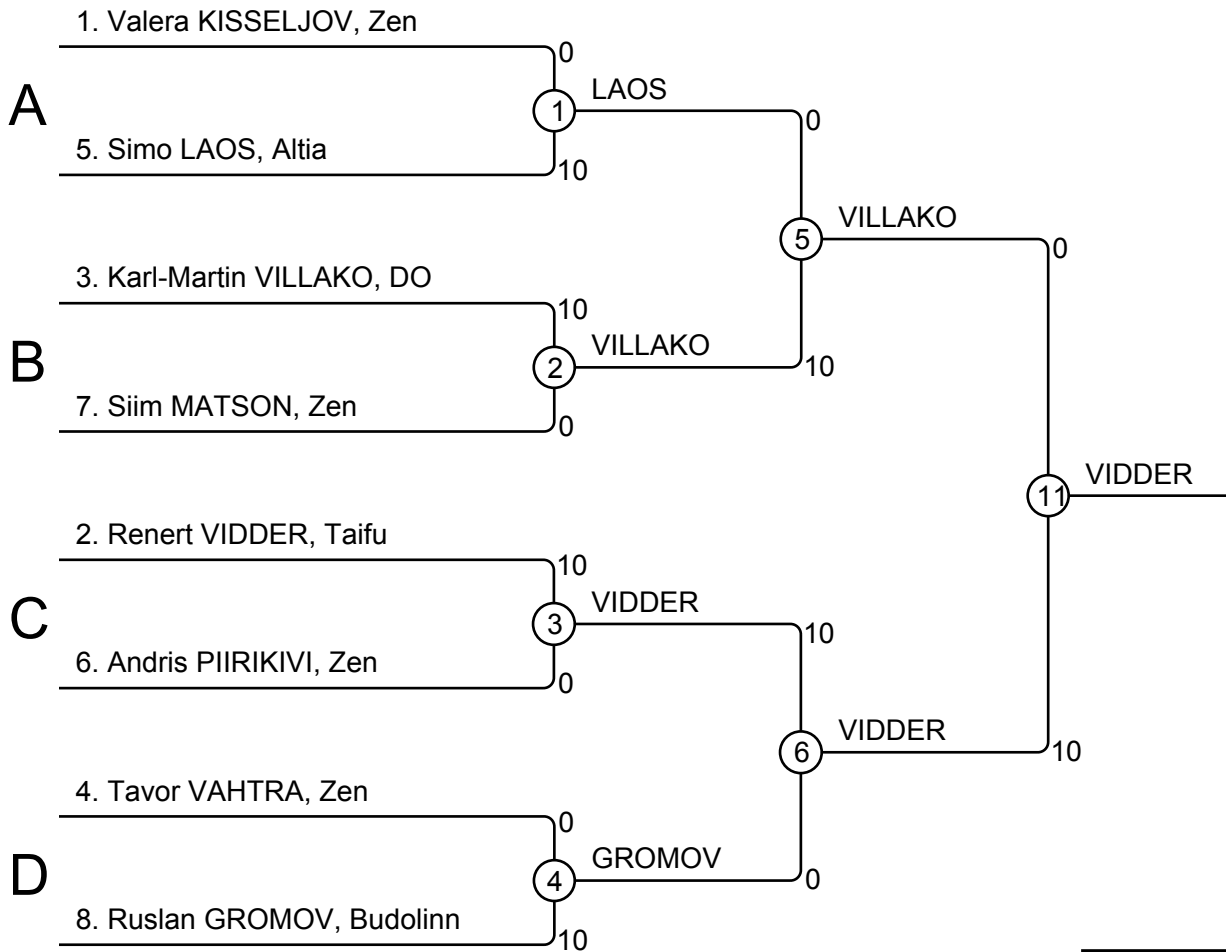 1. Valera KISSELJOV, Zen
0
A
1
LAOS
0
5. Simo LAOS, Altia
10
5
VILLAKO
0
3. Karl-Martin VILLAKO, DO
10
B
2
VILLAKO
10
7. Siim MATSON, Zen
0
11
VIDDER
2. Renert VIDDER, Taifu
10
C
3
VIDDER
10
6. Andris PIIRIKIVI, Zen
0
6
VIDDER
10
4. Tavor VAHTRA, Zen
0
D
4
GROMOV
0
8. Ruslan GROMOV, Budolinn
10